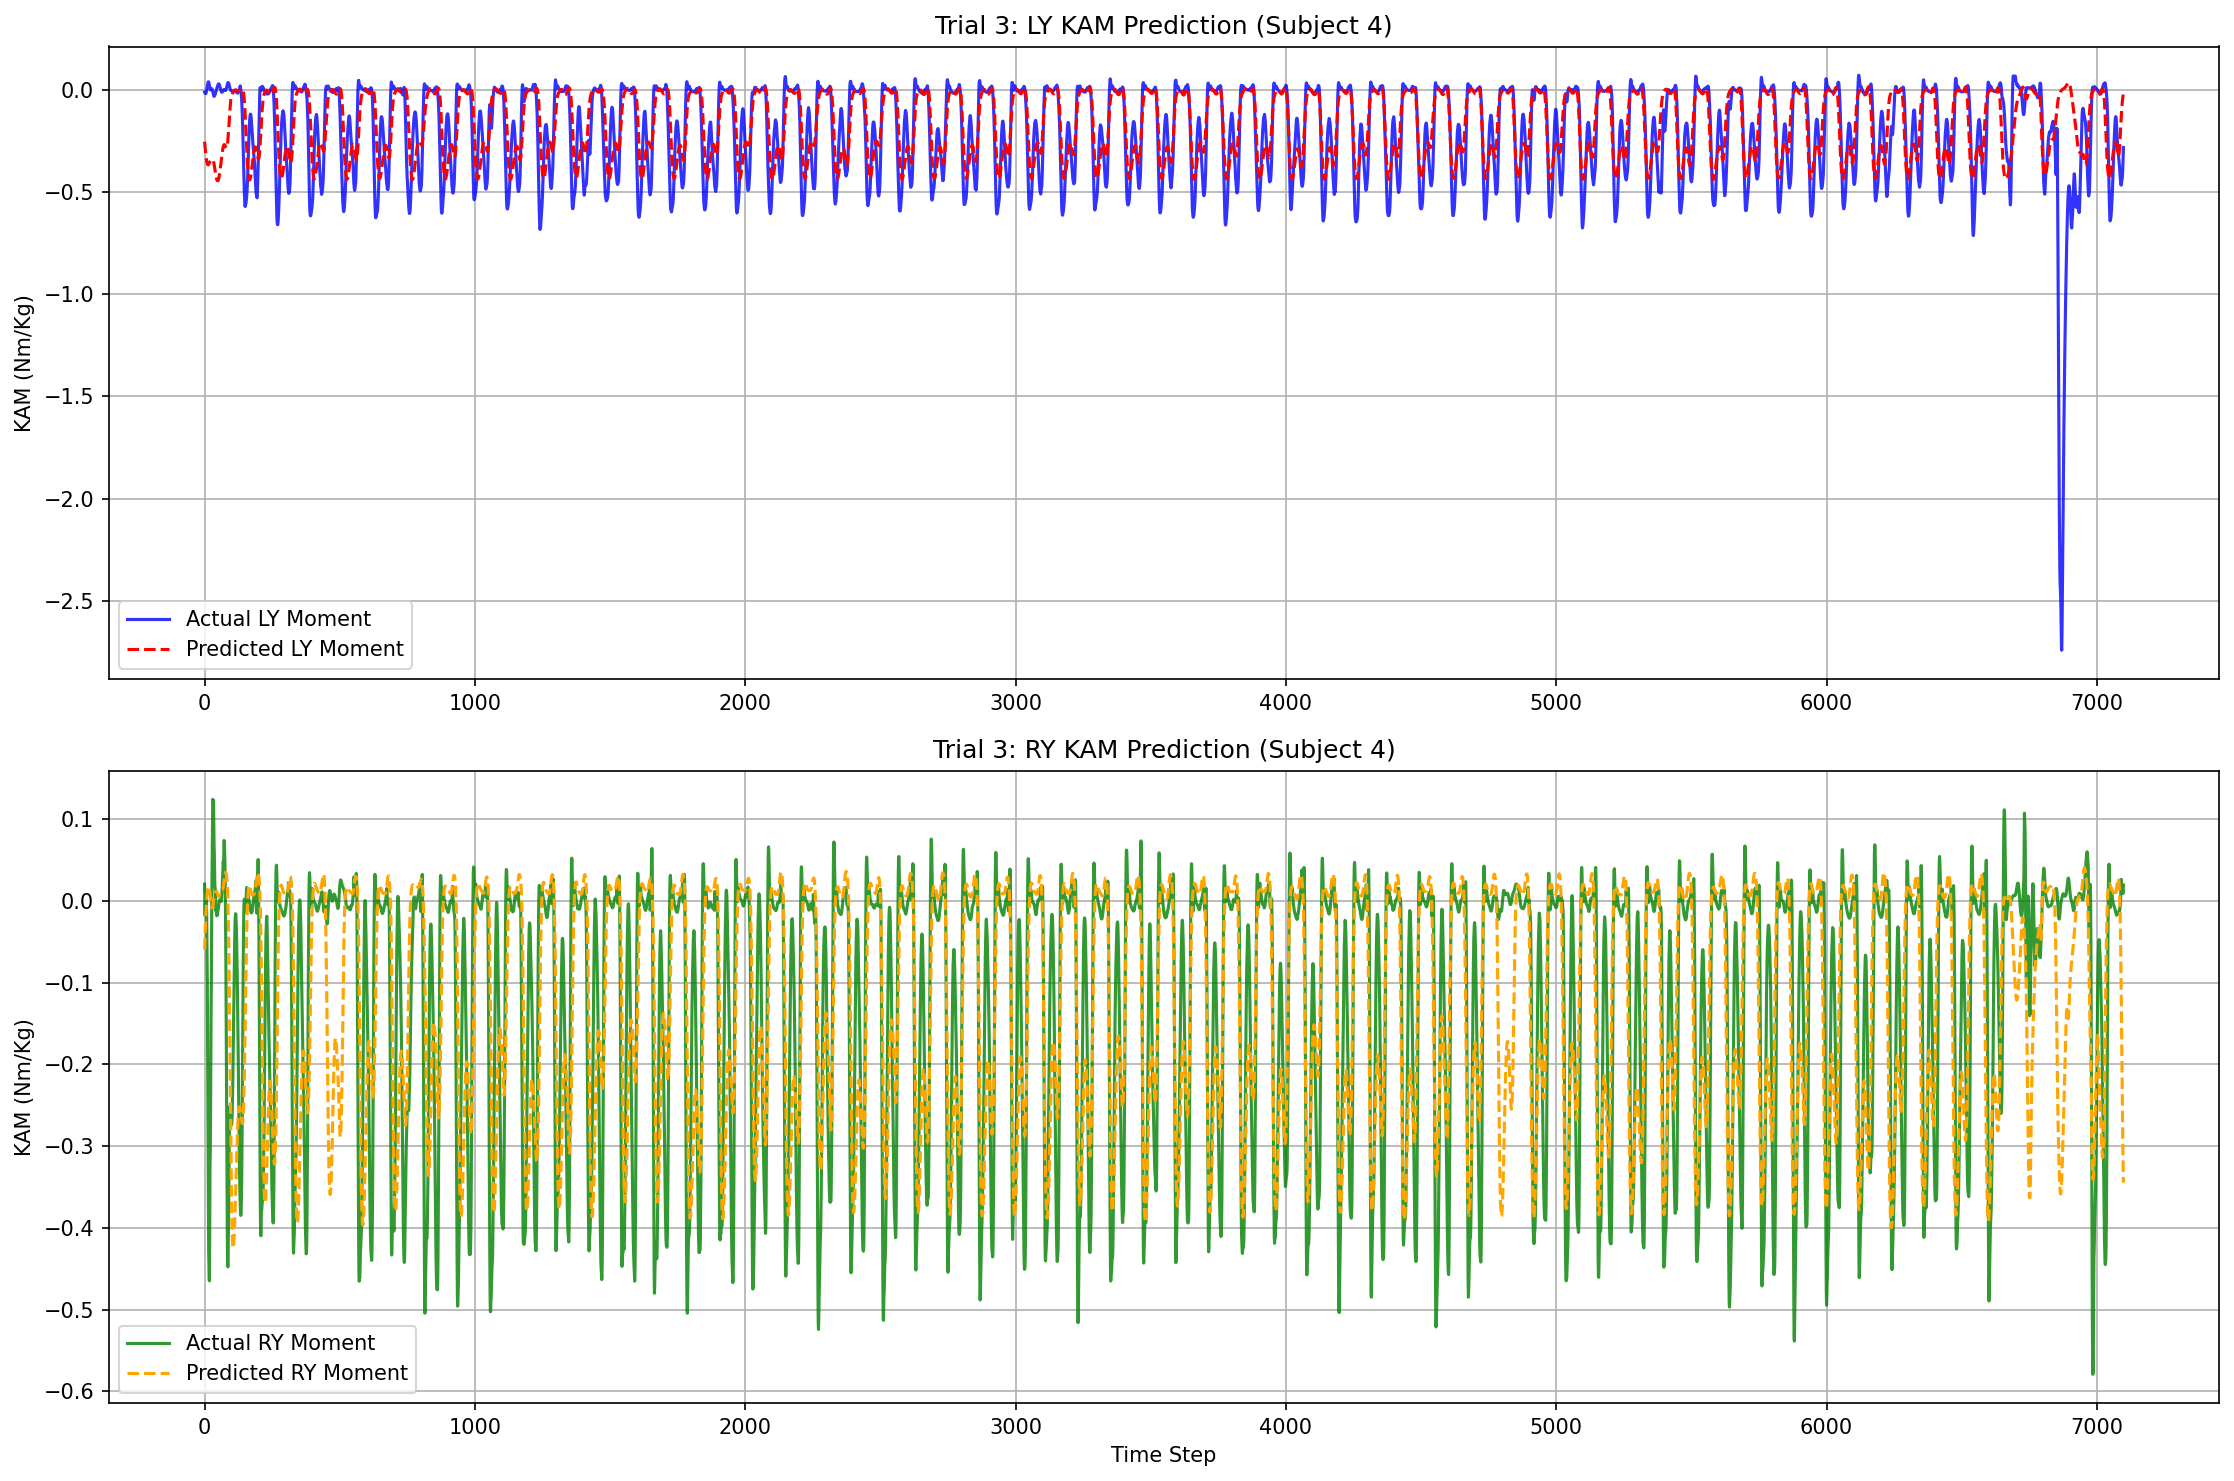 Trial 3: LY KAM Prediction (Subject 4)
KAM (Nm/Kg)
0.0
−0.5
−1.0
−1.5
−2.0
−2.5
Actual LY Moment
Predicted LY Moment
0 1000 2000 3000 4000 5000 6000 7000
Trial 3: RY KAM Prediction (Subject 4)
KAM (Nm/Kg)
0.1
0.0
−0.1
−0.2
−0.3
−0.4
−0.5
−0.6
Actual RY Moment
Predicted RY Moment
0 1000 2000 3000 4000 5000 6000 7000
Time Step